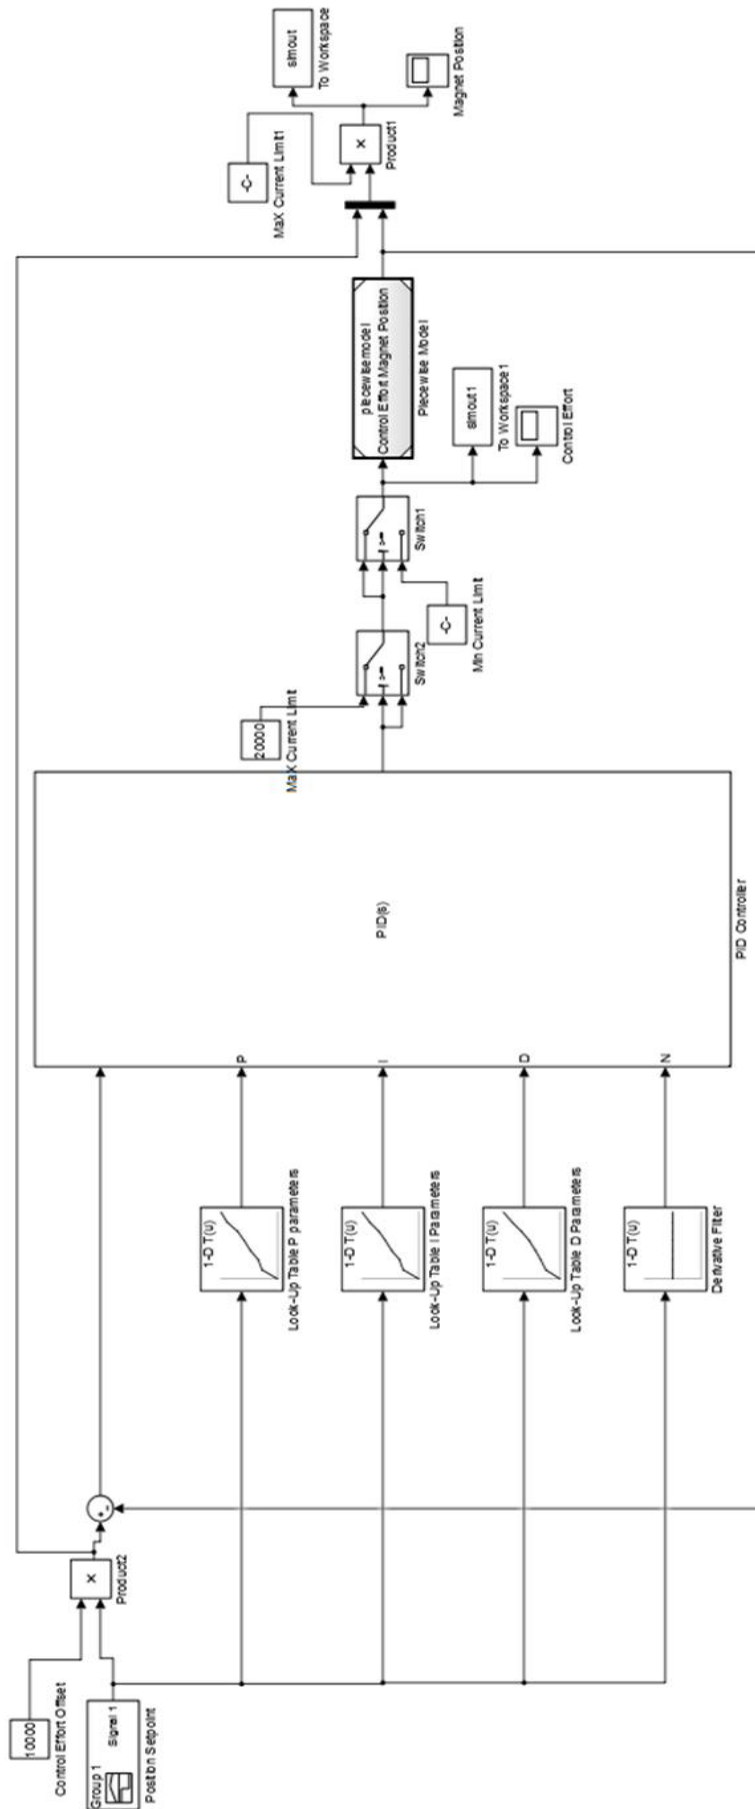 10000
Control Effort Offset
Group 1
Signal 1
Position Setpoint
×
Product2
+
-
1-D T(u)
Look-Up Table P parameters
1-D T(u)
Look-Up Table I Parameters
1-D T(u)
Look-Up Table D Parameters
1-D T(u)
Derivative Filter
P
I
D
N
PID(s)
PID Controller
20000
MaX Current Limit
>=
Switch2
-C-
Min Current Limit
>=
Switch1
simout1
To Workspace1
Control Effort
piecewisemodel
Control Effort Magnet Position
Piecewise Model
-C-
MaX Current Limit1
×
Product1
simout
To Workspace
Magnet Position